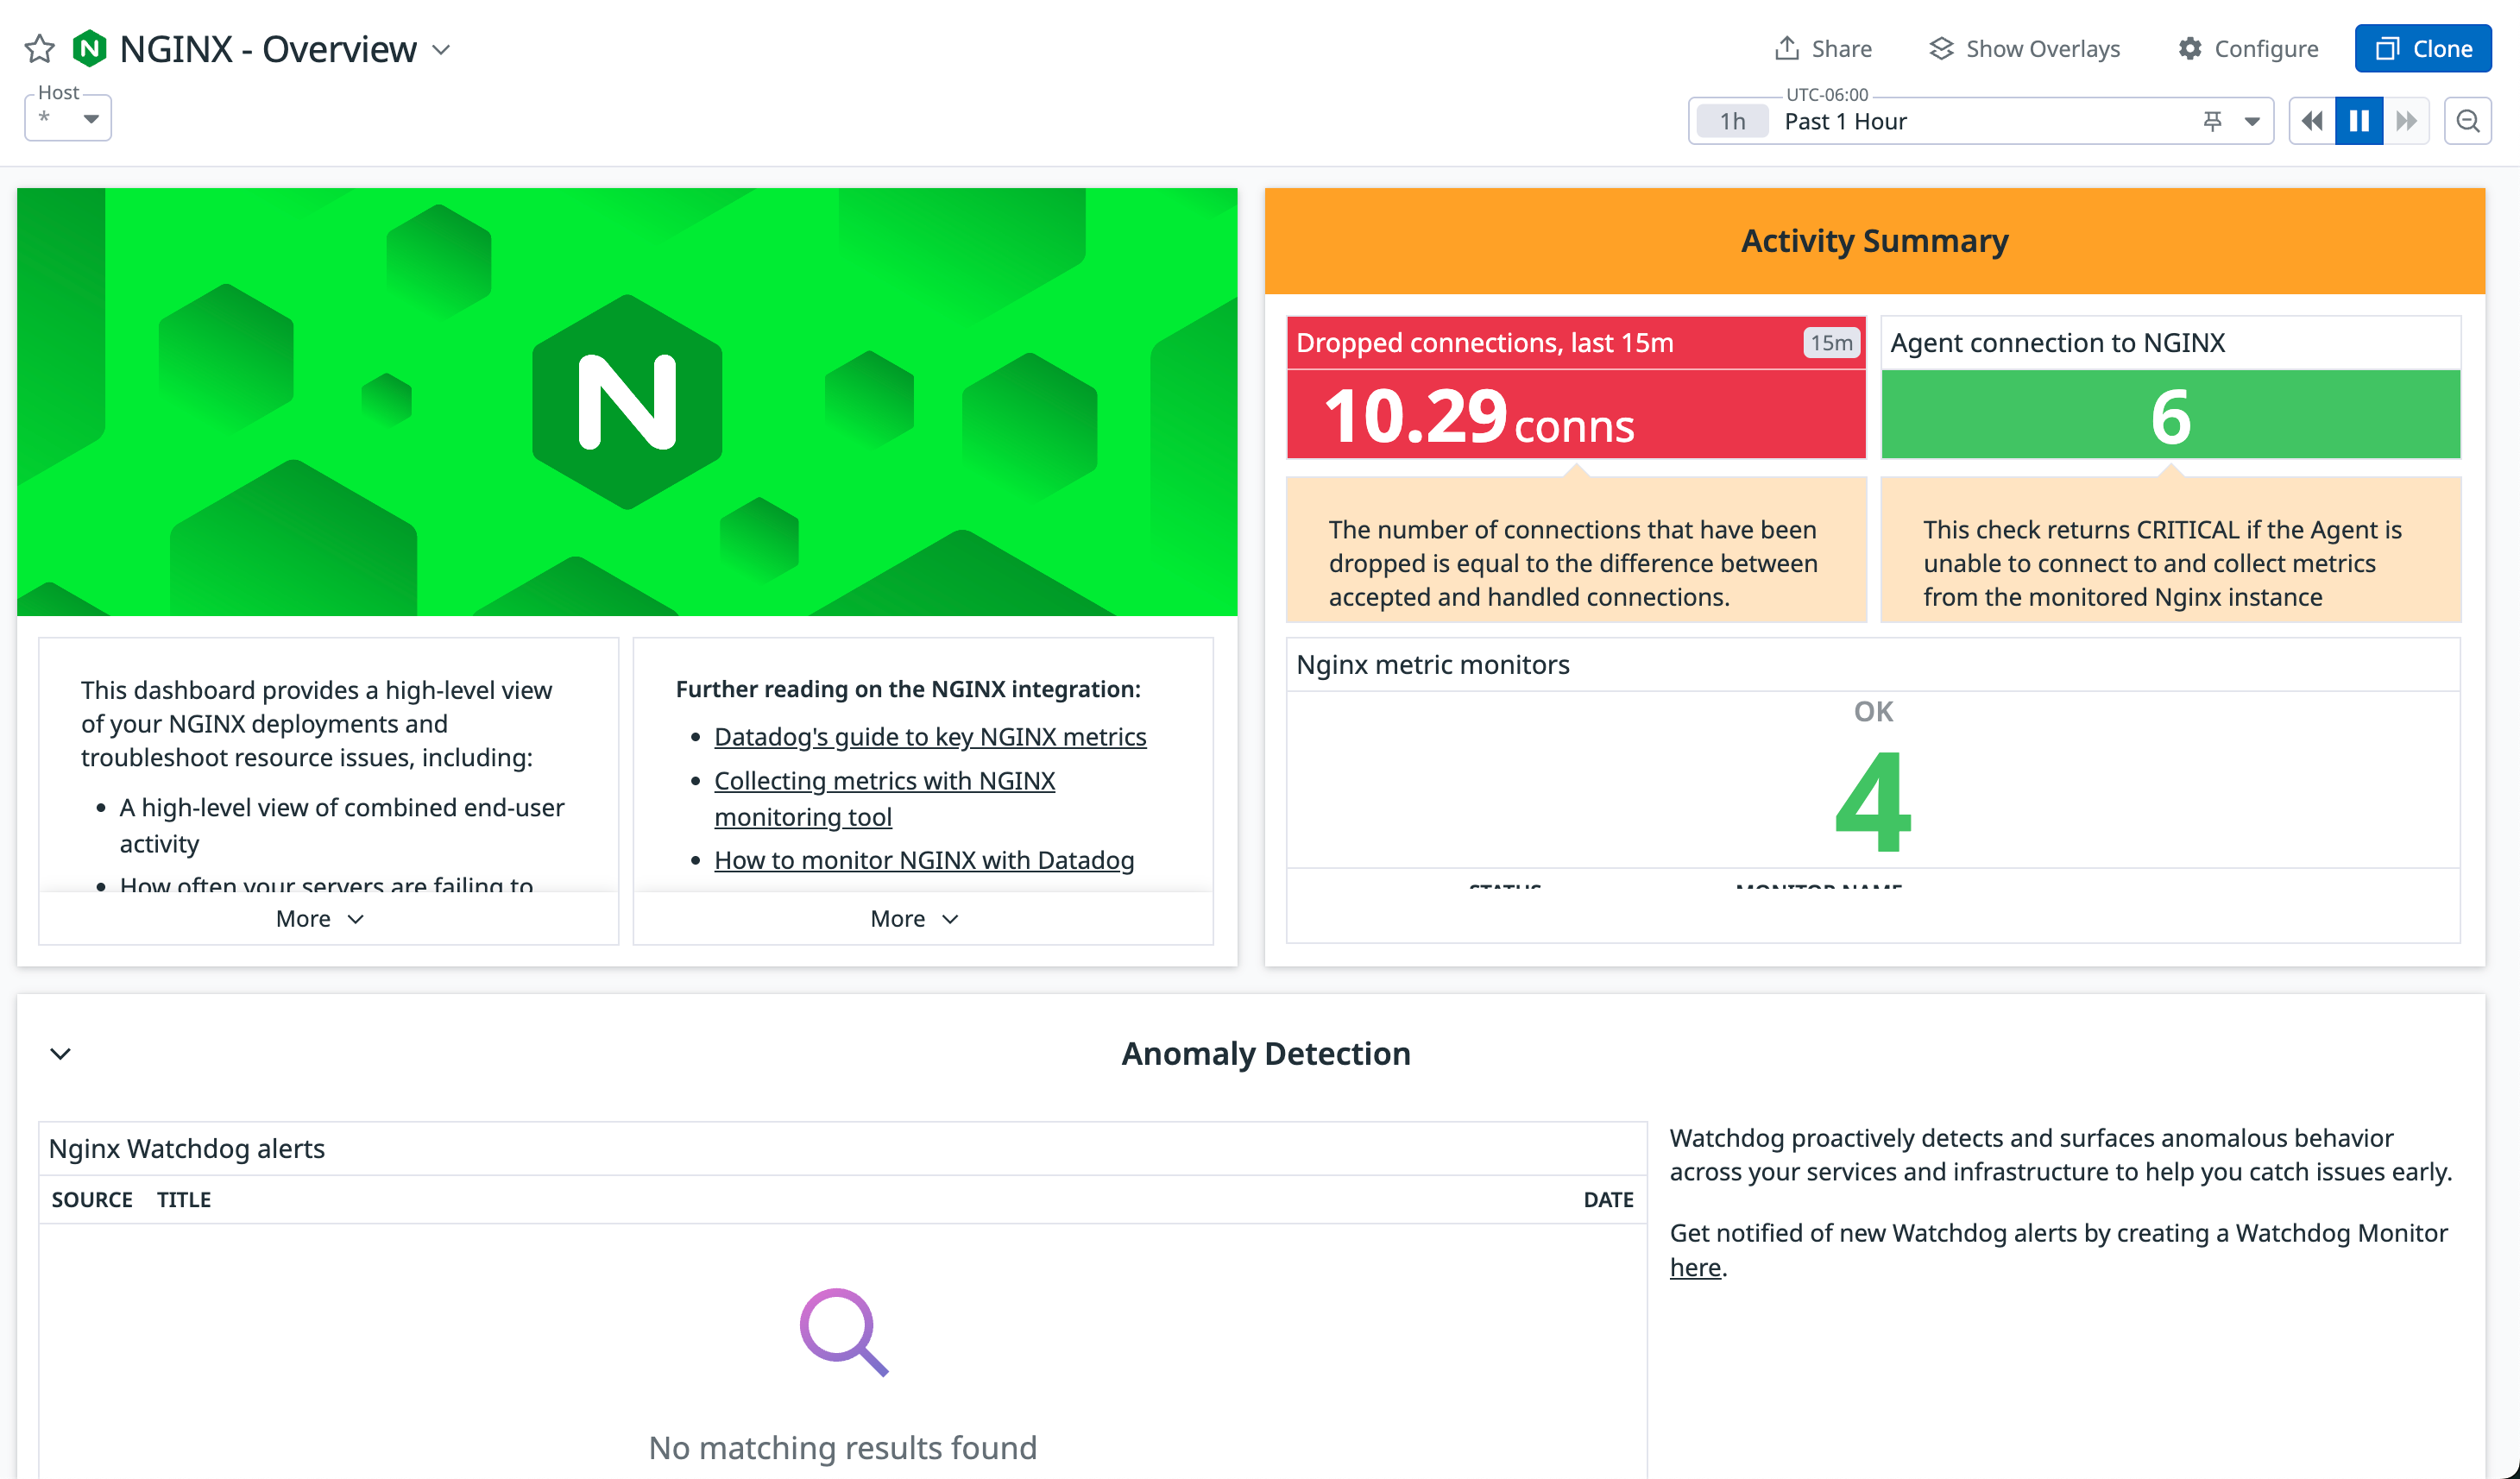 NGINX - Overview
Share
Show Overlays
Configure
Clone
Host
*
UTC-06:00
1h
Past 1 Hour
N
This dashboard provides a high-level view
of your NGINX deployments and
troubleshoot resource issues, including:
• A high-level view of combined end-user
activity
• How often your servers are failing to
More
Further reading on the NGINX integration:
• Datadog's guide to key NGINX metrics
• Collecting metrics with NGINX
monitoring tool
• How to monitor NGINX with Datadog
More
Activity Summary
Dropped connections, last 15m
15m
10.29 conns
The number of connections that have been
dropped is equal to the difference between
accepted and handled connections.
Agent connection to NGINX
6
This check returns CRITICAL if the Agent is
unable to connect to and collect metrics
from the monitored Nginx instance
Nginx metric monitors
OK
4
STATUS MONITOR NAME
Anomaly Detection
Nginx Watchdog alerts
SOURCE TITLE DATE
No matching results found
Watchdog proactively detects and surfaces anomalous behavior
across your services and infrastructure to help you catch issues early.
Get notified of new Watchdog alerts by creating a Watchdog Monitor
here.